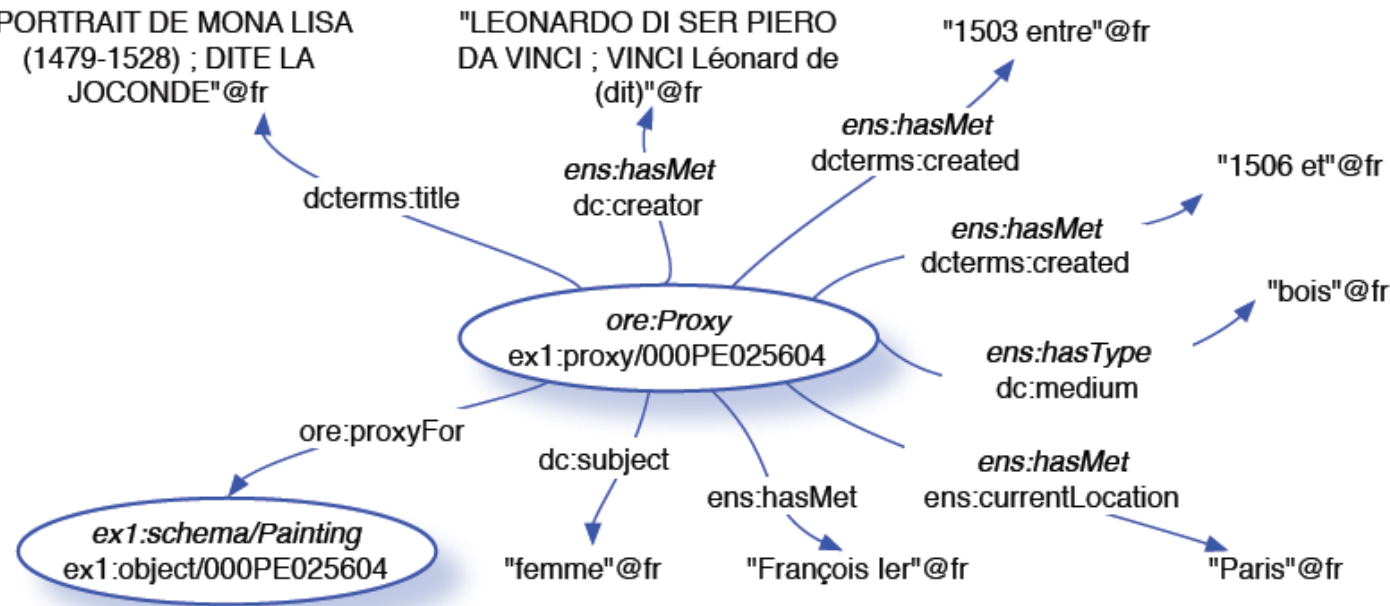 PORTRAIT DE MONA LISA
(1479-1528) ; DITE LA
JOCONDE"@fr
"LEONARDO DI SER PIERO
DA VINCI ; VINCI Léonard de
(dit)"@fr
"1503 entre"@fr
ens:hasMet
dcterms:created
"1506 et"@fr
dcterms:title
ens:hasMet
dc:creator
ens:hasMet
dcterms:created
"bois"@fr
ore:Proxy
ex1:proxy/000PE025604
ens:hasType
dc:medium
ore:proxyFor
dc:subject
ens:hasMet
ens:hasMet
ens:currentLocation
ex1:schema/Painting
ex1:object/000PE025604
"femme"@fr
"François Ier"@fr
"Paris"@fr